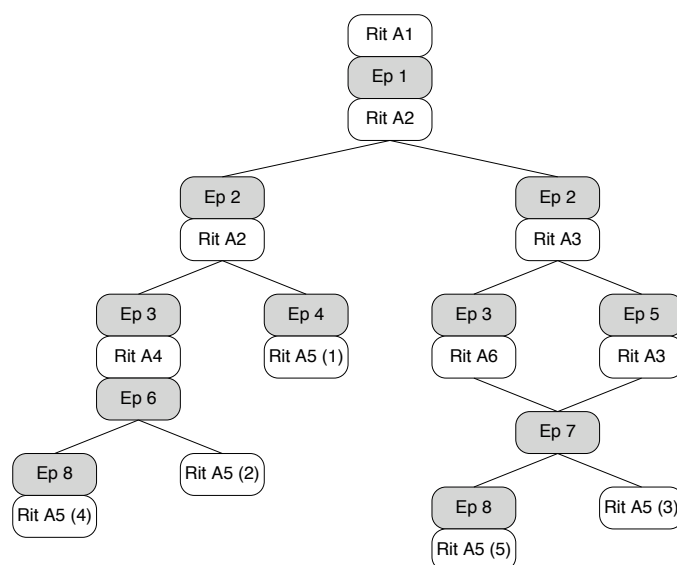 Rit A1
Ep 1
Rit A2
Ep 2
Rit A2
Ep 2
Rit A3
Ep 3
Rit A4
Ep 6
Ep 4
Rit A5 (1)
Ep 3
Rit A6
Ep 5
Rit A3
Ep 7
Ep 8
Rit A5 (4)
Rit A5 (2)
Ep 8
Rit A5 (5)
Rit A5 (3)